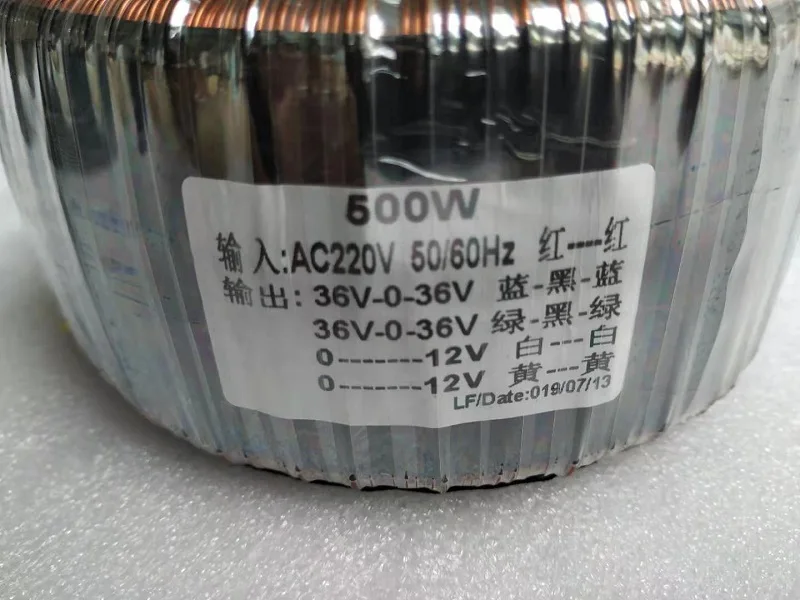 500W
输入:AC220V 50/60Hz 红----红
输出: 36V-0-36V 蓝-黑-蓝
36V-0-36V 绿-黑-绿
0-------12V 白---白
0-------12V 黄---黄
LF/Date:019/07/13